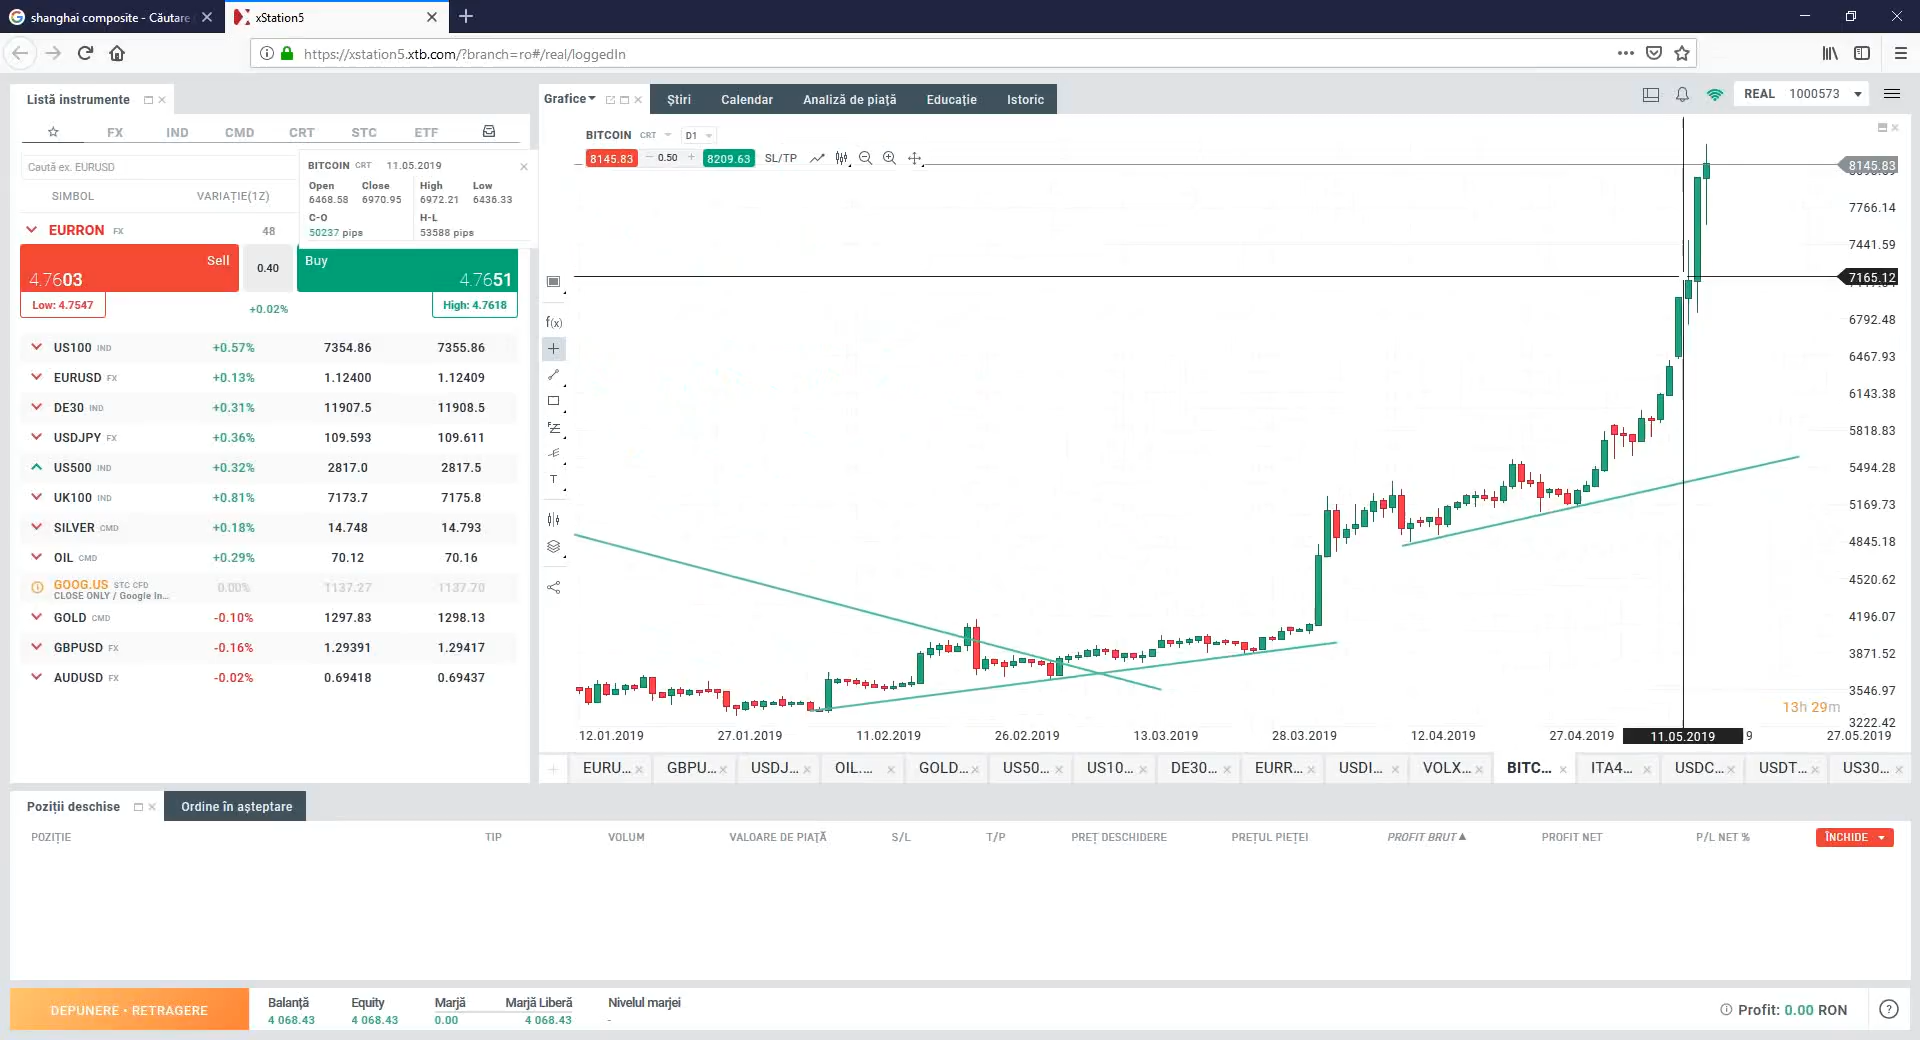 shanghai composite - Căutare
xStation5
https://xstation5.xtb.com/?branch=ro#/real/loggedIn
Listă instrumente
Grafice
Știri
Calendar
Analiză de piață
Educație
Istoric
REAL 1000573
FX IND CMD CRT STC ETF
Caută ex. EURUSD
SIMBOL VARIAȚIE(1Z)
BITCOIN CRT 11.05.2019
Open Close High Low
6468.58 6970.95 6972.21 6436.33
C-O H-L
50237 pips 53588 pips
EURRON FX 48
Sell 4.7603
0.40
Buy 4.7651
Low: 4.7547
+0.02%
High: 4.7618
US100 IND +0.57% 7354.86 7355.86
EURUSD FX +0.13% 1.12400 1.12409
DE30 IND +0.31% 11907.5 11908.5
USDJPY FX +0.36% 109.593 109.611
US500 IND +0.32% 2817.0 2817.5
UK100 IND +0.81% 7173.7 7175.8
SILVER CMD +0.18% 14.748 14.793
OIL CMD +0.29% 70.12 70.16
GOOG.US STC CFD 0.00% 1137.27 1137.70
CLOSE ONLY / Google In...
GOLD CMD -0.10% 1297.83 1298.13
GBPUSD FX -0.16% 1.29391 1.29417
AUDUSD FX -0.02% 0.69418 0.69437
BITCOIN CRT D1
8145.83 0.50 8209.63 SL/TP
f(x)
T
8145.83
7766.14
7441.59
7165.12
6792.48
6467.93
6143.38
5818.83
5494.28
5169.73
4845.18
4520.62
4196.07
3871.52
3546.97
3222.42
13h 29m
12.01.2019 27.01.2019 11.02.2019 26.02.2019 13.03.2019 28.03.2019 12.04.2019 27.04.2019 11.05.2019 9 27.05.2019
EURU... GBPU... USDJ... OIL.... GOLD... US50... US10... DE30... EURR... USDI... VOLX... BITC... ITA4... USDC... USDT... US30...
Poziții deschise
Ordine în așteptare
POZIȚIE TIP VOLUM VALOARE DE PIAȚĂ S/L T/P PREȚ DESCHIDERE PREȚUL PIEȚEI PROFIT BRUT PROFIT NET P/L NET % ÎNCHIDE
DEPUNERE • RETRAGERE
Balanță Equity Marjă Marjă Liberă Nivelul marjei
4 068.43 4 068.43 0.00 4 068.43 -
Profit: 0.00 RON